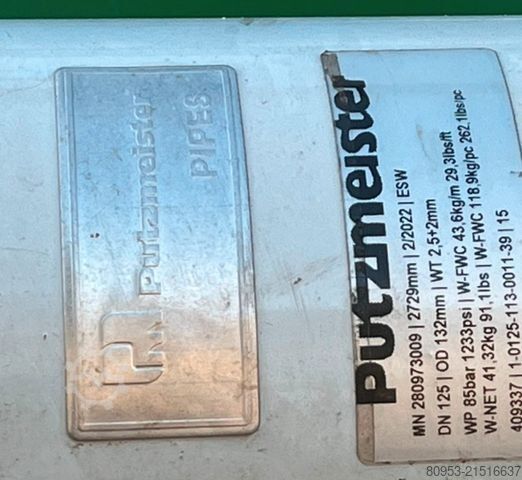 Putzmeister
PIPES
Putzmeister
MN 280973009 | 2729mm | 2/2022 | ESW
DN 125 | OD 132mm | WT 2,5+2mm
WP 85bar 1233psi | W-FWC 43,6kg/m 29,3lbs/ft
W-NET 41,32kg 91,1lbs | W-FWC 118,9kg/pc 262,1lbs/pc
409337 | 1-0125-113-0011-39 | 15
80953-21516637